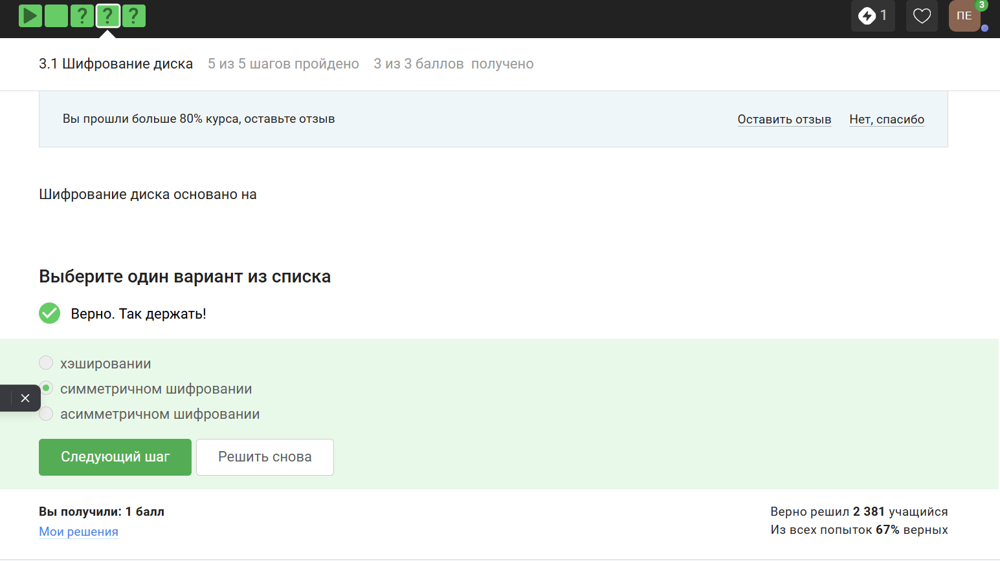 ? ? ?
1
ПЕ
3
3.1 Шифрование диска 5 из 5 шагов пройдено 3 из 3 баллов получено
Вы прошли больше 80% курса, оставьте отзыв
Оставить отзыв Нет, спасибо
Шифрование диска основано на
Выберите один вариант из списка
Верно. Так держать!
хэшировании
симметричном шифровании
асимметричном шифровании
Следующий шаг Решить снова
Вы получили: 1 балл
Мои решения
Верно решил 2 381 учащийся
Из всех попыток 67% верных